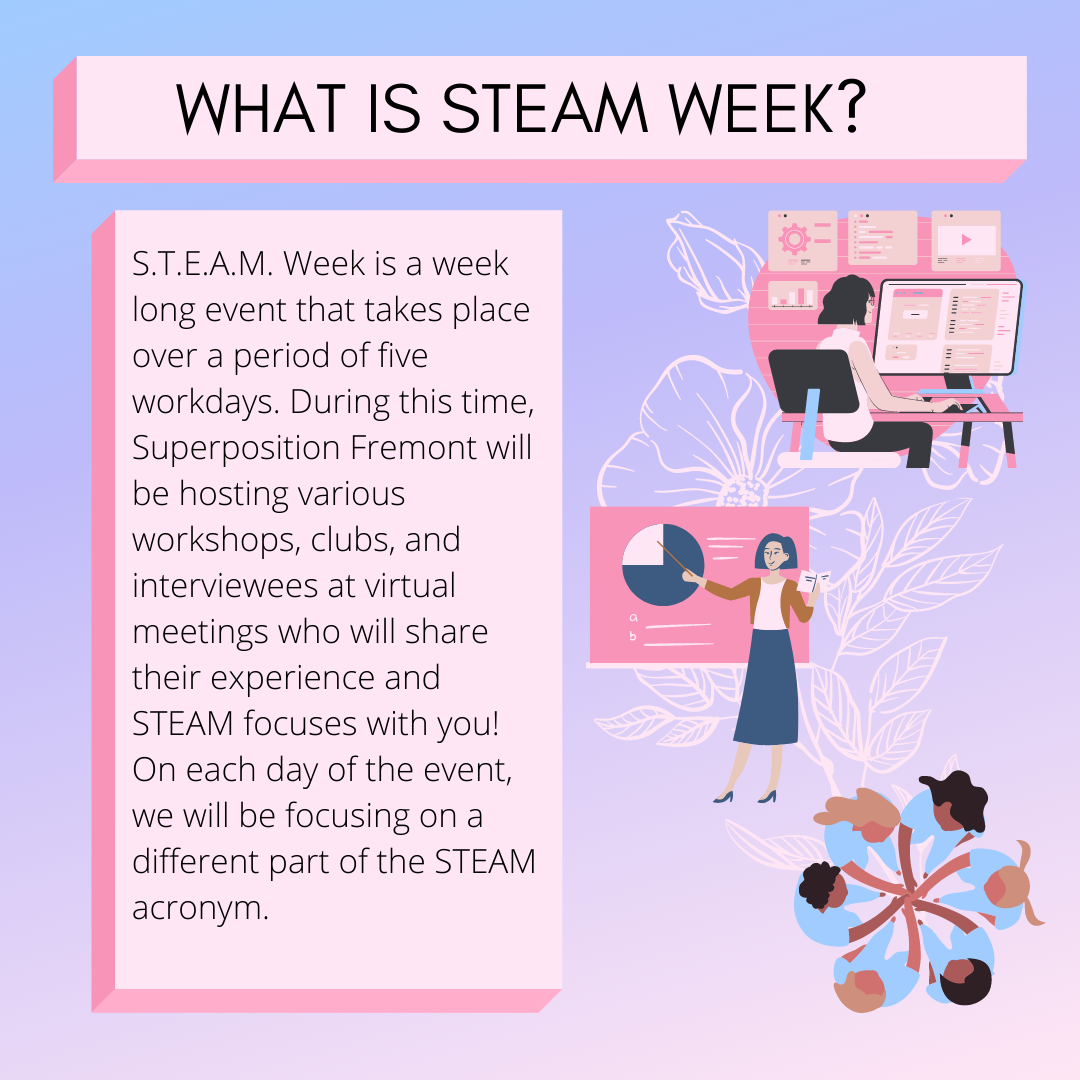 WHAT IS STEAM WEEK?
S.T.E.A.M. Week is a week
long event that takes place
over a period of five
workdays. During this time,
Superposition Fremont will
be hosting various
workshops, clubs, and
interviewees at virtual
meetings who will share
their experience and
STEAM focuses with you!
On each day of the event,
we will be focusing on a
different part of the STEAM
acronym.
a
b